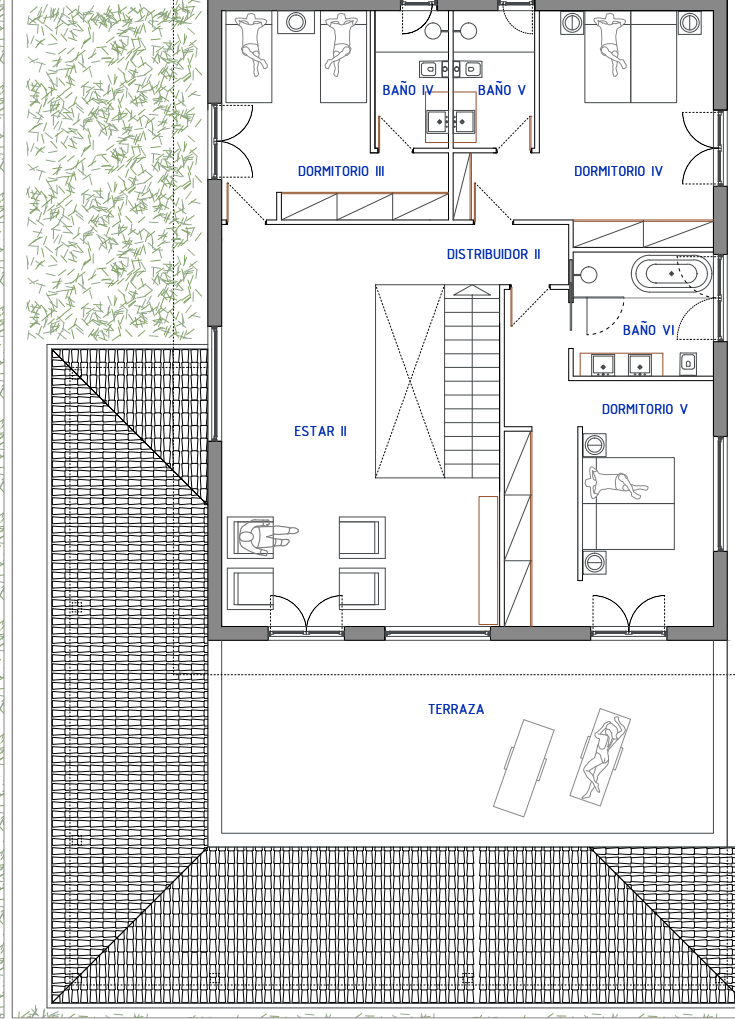 BAÑO IV
BAÑO V
DORMITORIO III
DORMITORIO IV
DISTRIBUIDOR II
BAÑO VI
DORMITORIO V
ESTAR II
TERRAZA